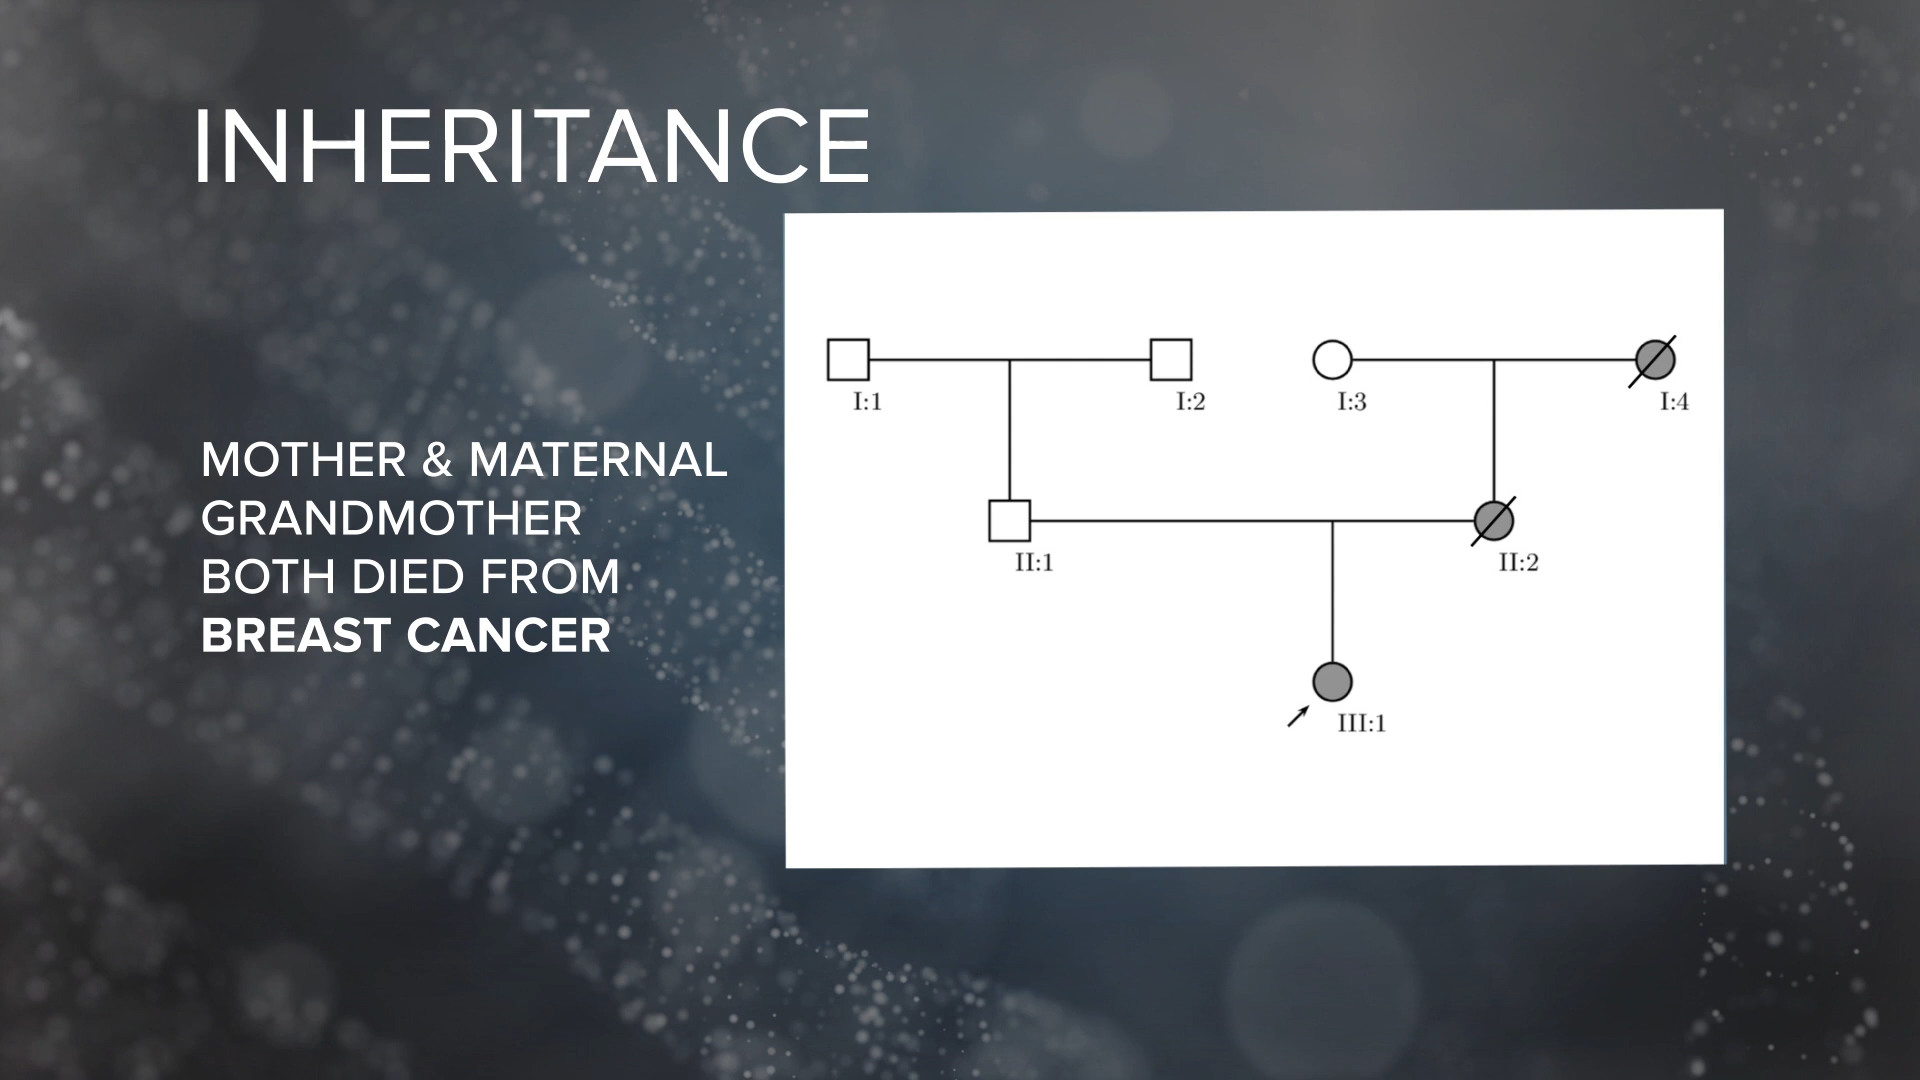 INHERITANCE
MOTHER & MATERNAL
GRANDMOTHER
BOTH DIED FROM
BREAST CANCER
I:1
I:2
I:3
I:4
II:1
II:2
III:1